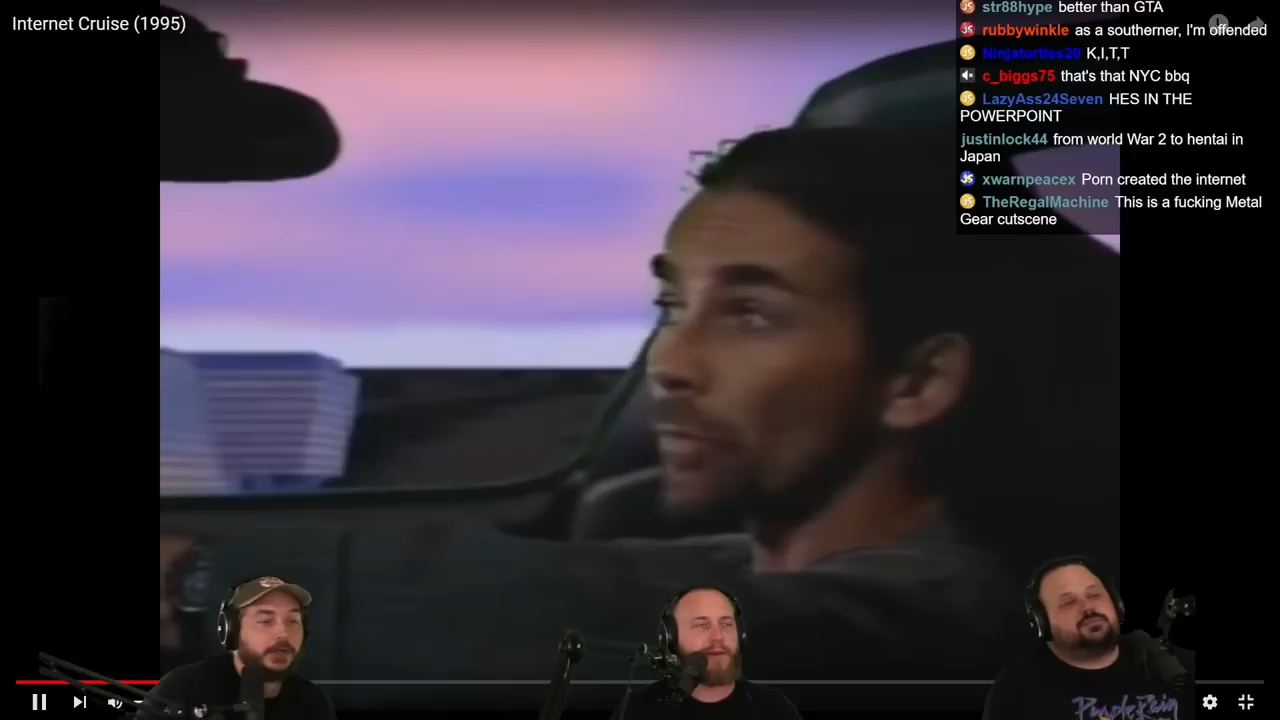 Internet Cruise (1995)
str88hype better than GTA
rubbywinkle as a southerner, I'm offended
Ninjaturtles20 K,I,T,T
c_biggs75 that's that NYC bbq
LazyAss24Seven HES IN THE
POWERPOINT
justinlock44 from world War 2 to hentai in
Japan
xwarnpeacex Porn created the internet
TheRegalMachine This is a fucking Metal
Gear cutscene
Purple Rain